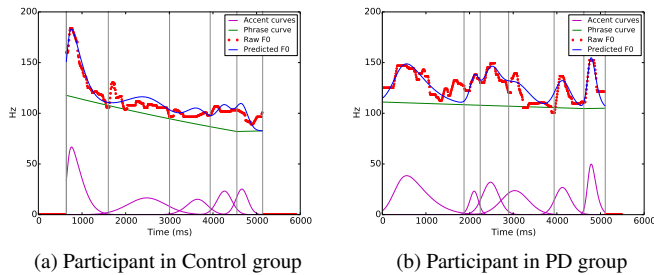 200
150
100
50
0
Hz
0 1000 2000 3000 4000 5000 6000
Time (ms)
Accent curves
Phrase curve
Raw F0
Predicted F0
(a) Participant in Control group
200
150
100
50
0
Hz
0 1000 2000 3000 4000 5000 6000
Time (ms)
Accent curves
Phrase curve
Raw F0
Predicted F0
(b) Participant in PD group